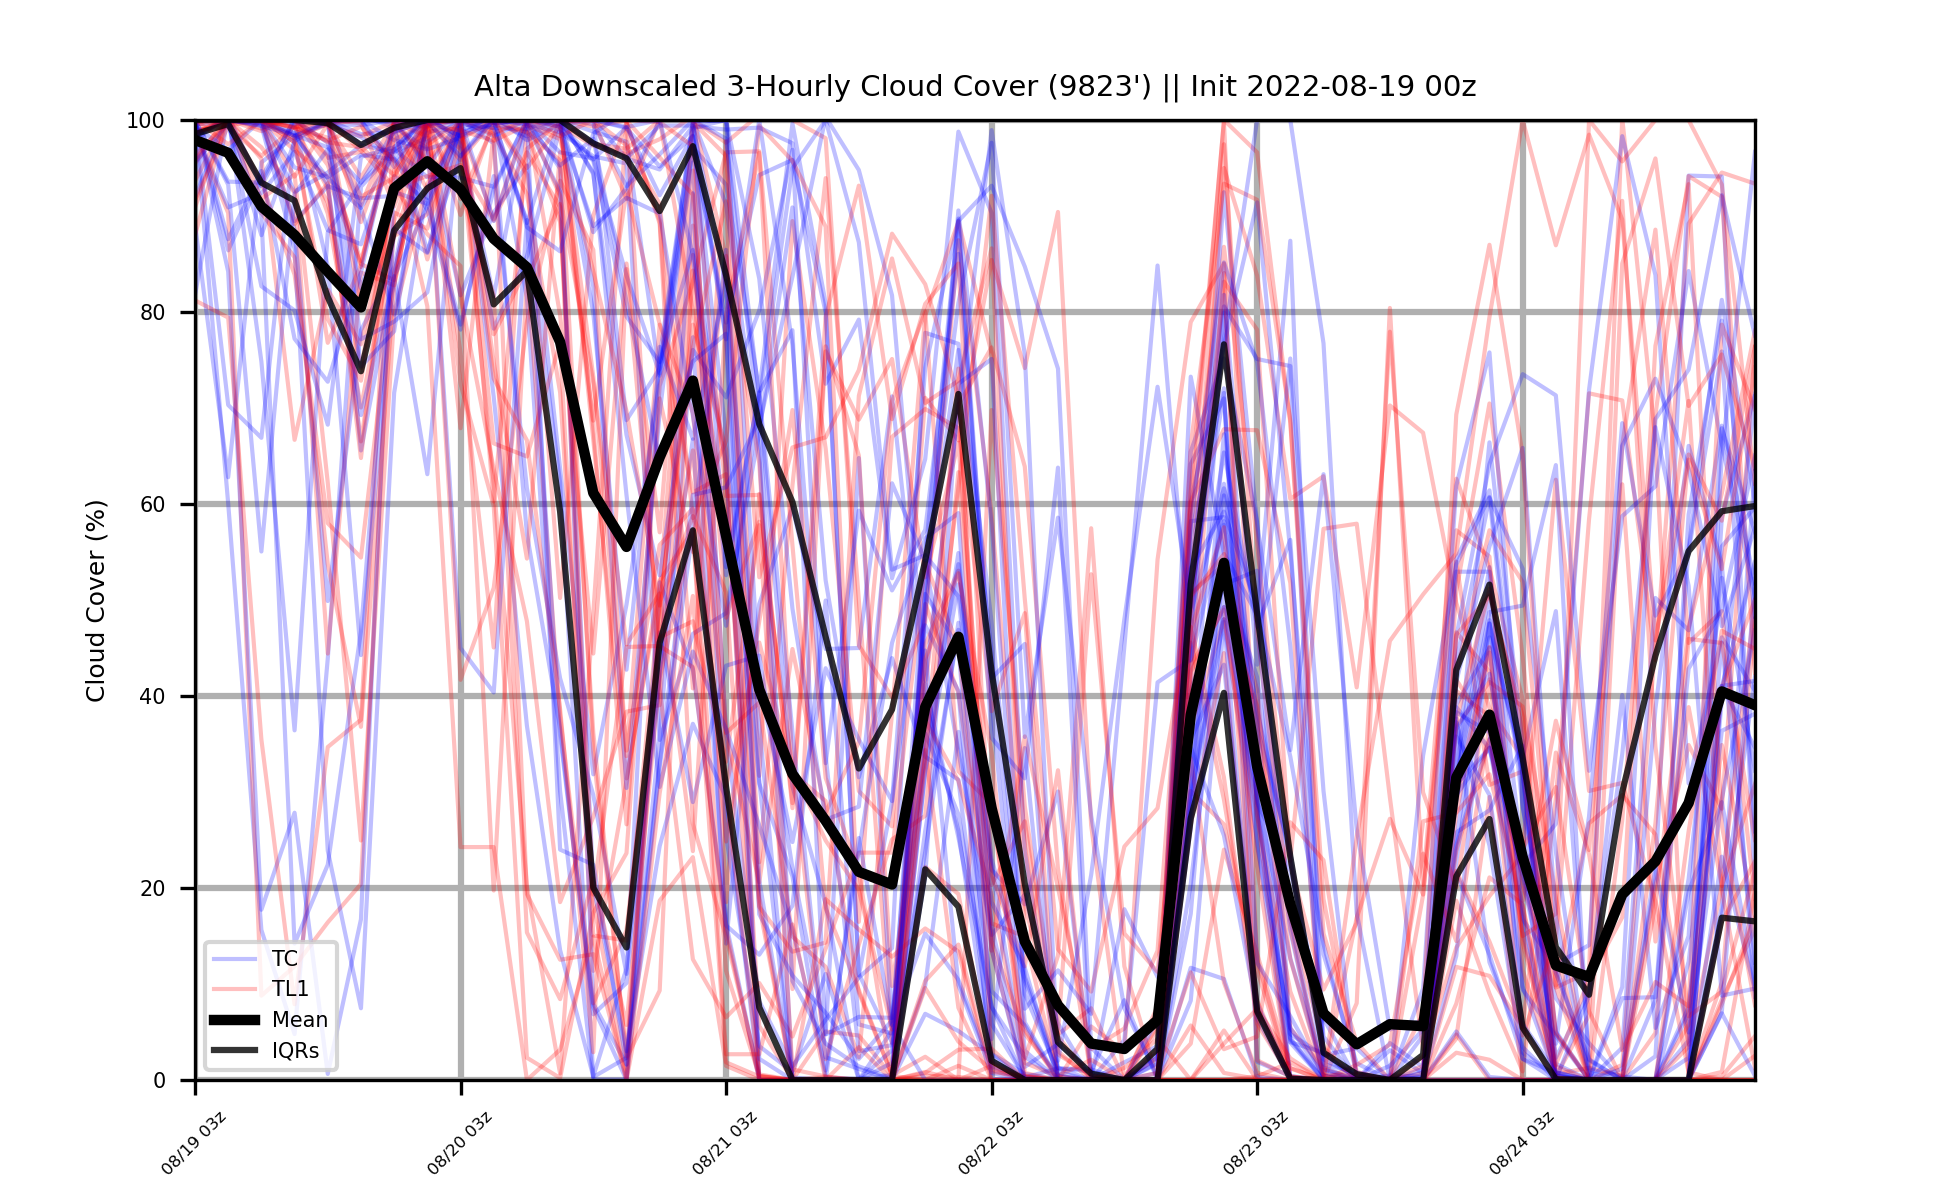 Alta Downscaled 3-Hourly Cloud Cover (9823') || Init 2022-08-19 00z
Cloud Cover (%)
100
80
60
40
20
0
TC
TL1
Mean
IQRs
08/19 03z
08/20 03z
08/21 03z
08/22 03z
08/23 03z
08/24 03z